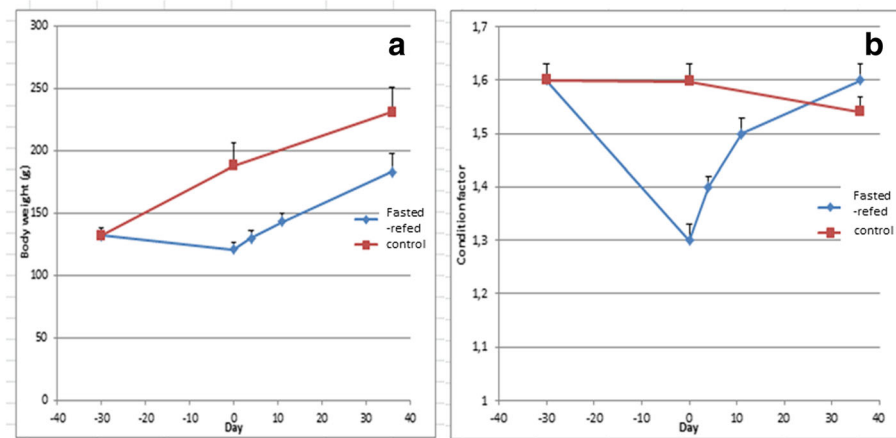 a
300
250
200
150
100
50
0
Body weight (g)
-40 -30 -20 -10 0 10 20 30 40
Day
Fasted
-refed
control
b
1,7
1,6
1,5
1,4
1,3
1,2
1,1
1
Condition factor
-40 -30 -20 -10 0 10 20 30 40
Day
Fasted
-refed
control